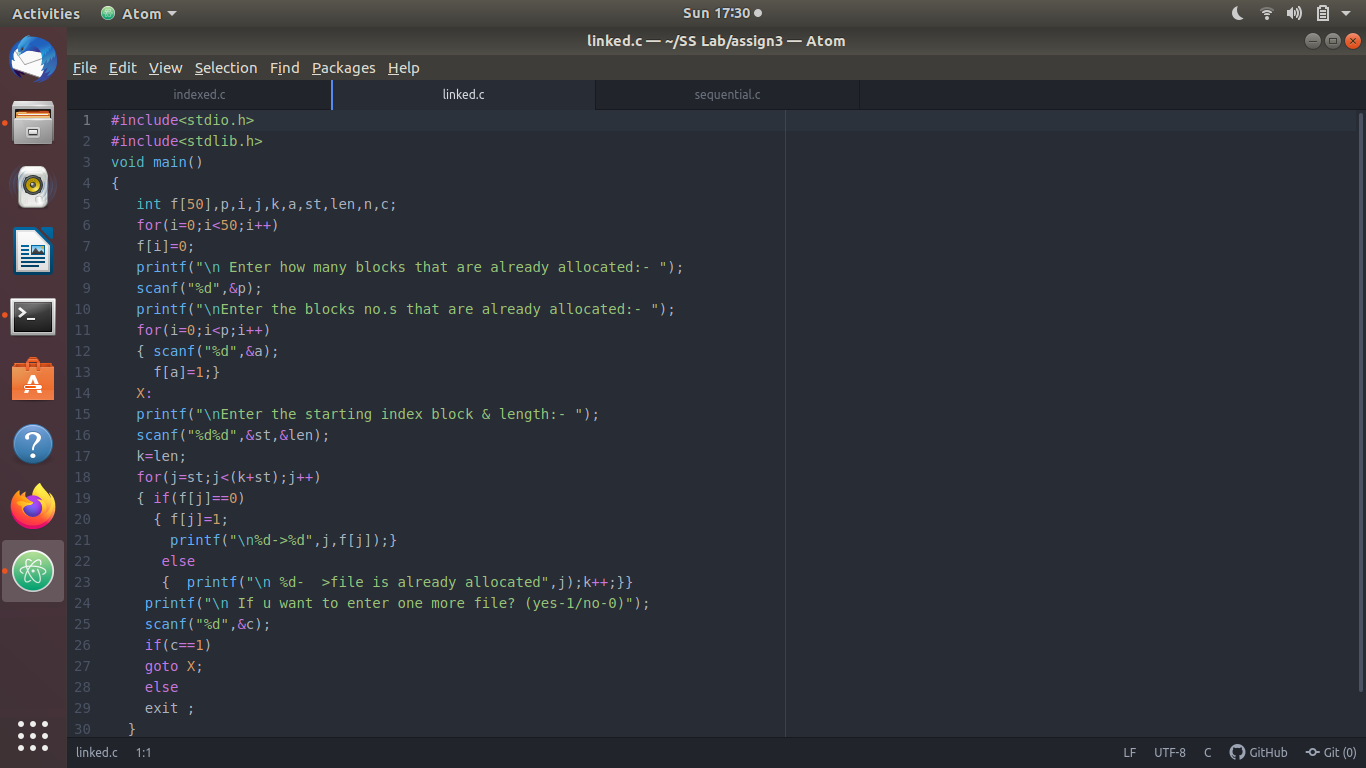 Activities Atom Sun 17:30
linked.c — ~/SS Lab/assign3 — Atom
File Edit View Selection Find Packages Help
indexed.c linked.c sequential.c
1 #include<stdio.h>
2 #include<stdlib.h>
3 void main()
4 {
5 int f[50],p,i,j,k,a,st,len,n,c;
6 for(i=0;i<50;i++)
7 f[i]=0;
8 printf("\n Enter how many blocks that are already allocated:- ");
9 scanf("%d",&p);
10 printf("\nEnter the blocks no.s that are already allocated:- ");
11 for(i=0;i<p;i++)
12 { scanf("%d",&a);
13 f[a]=1;}
14 X:
15 printf("\nEnter the starting index block & length:- ");
16 scanf("%d%d",&st,&len);
17 k=len;
18 for(j=st;j<(k+st);j++)
19 { if(f[j]==0)
20 { f[j]=1;
21 printf("\n%d->%d",j,f[j]);}
22 else
23 {  printf("\n %d-  >file is already allocated",j);k++;}}
24 printf("\n If u want to enter one more file? (yes-1/no-0)");
25 scanf("%d",&c);
26 if(c==1)
27 goto X;
28 else
29 exit ;
30 }
linked.c 1:1 LF UTF-8 C GitHub Git (0)